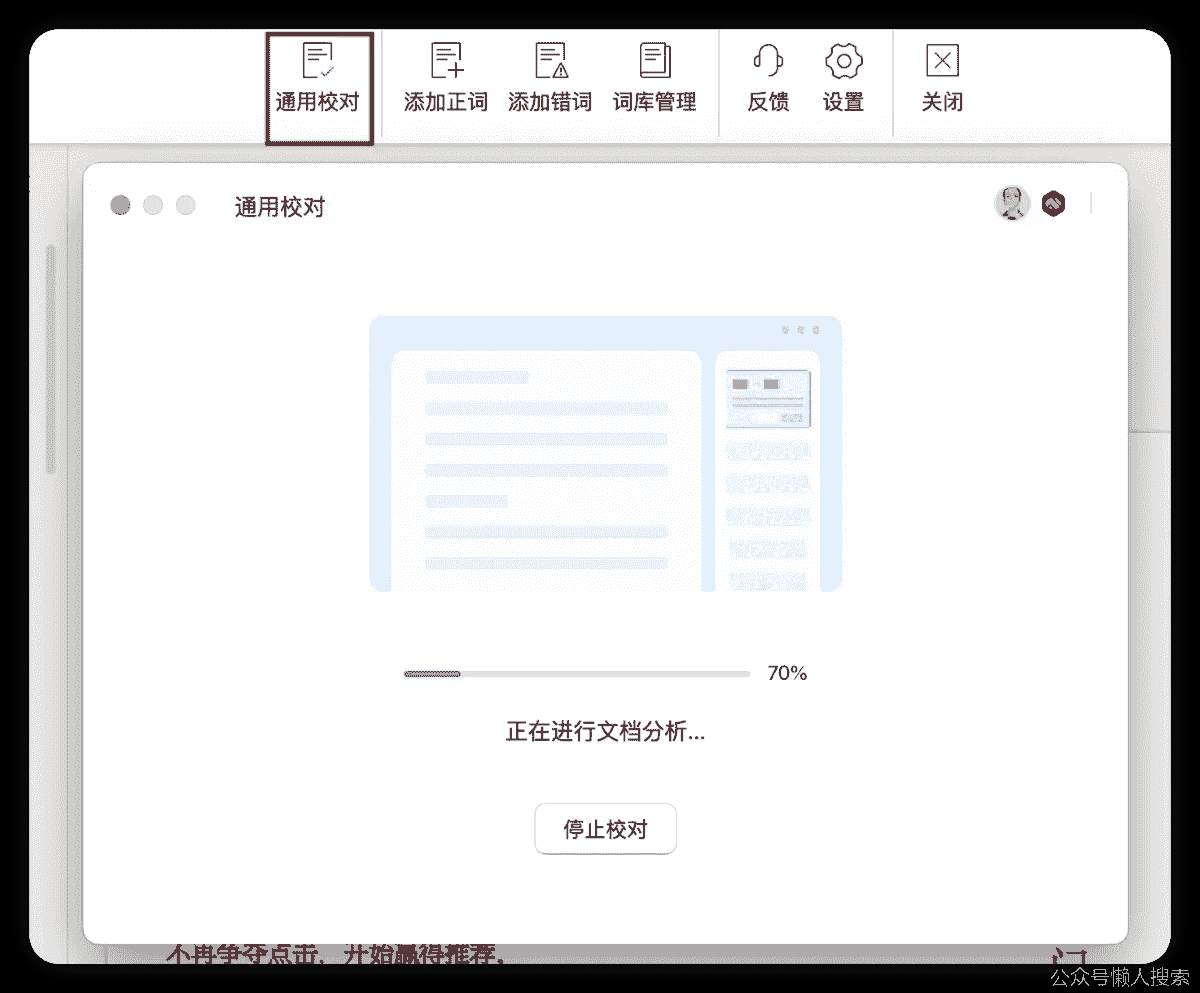 通用校对
添加正词
添加错词
词库管理
反馈
设置
关闭
通用校对
70%
正在进行文档分析...
停止校对
不再争夺点击，开始赢得推荐。
公众号懒人搜索